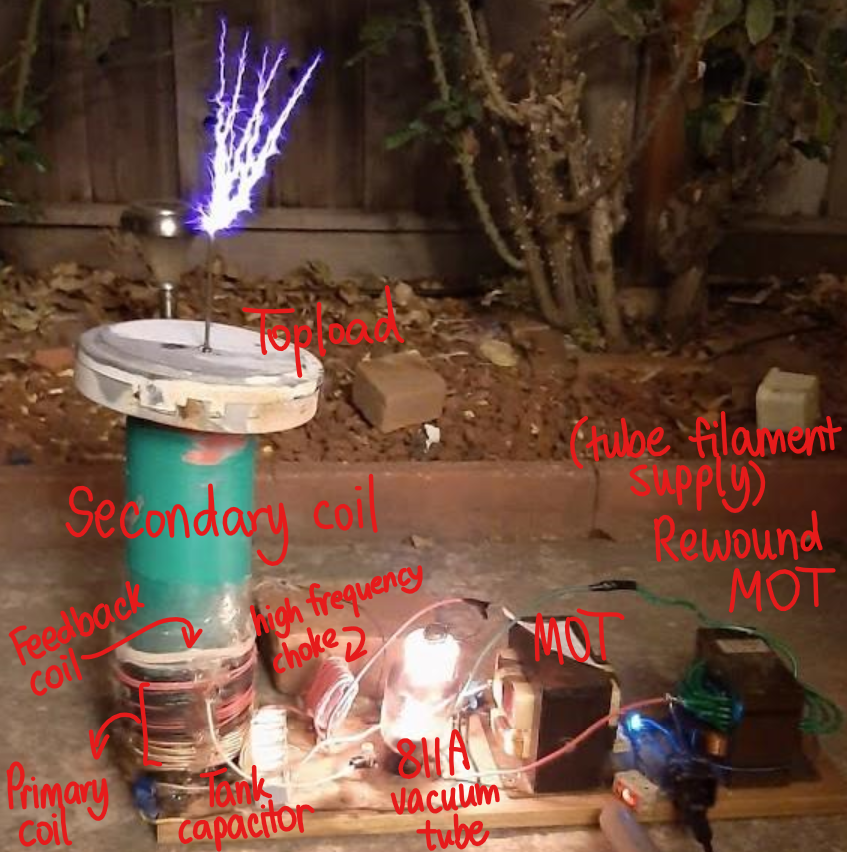 Topload
(tube filament
supply)
Rewound
MOT
Secondary coil
Feedback
coil
high frequency
choke
MOT
Primary
coil
Tank
capacitor
811A
vacuum
tube